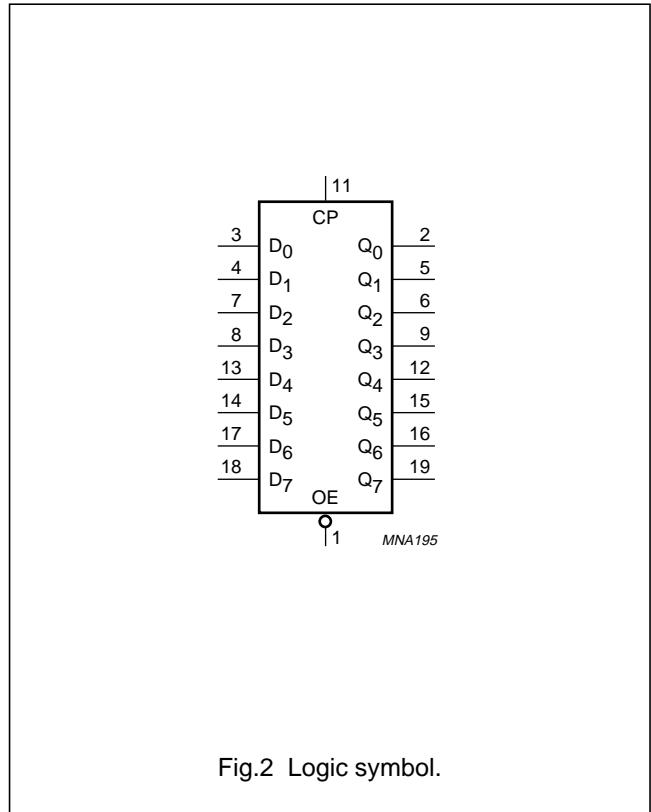 11
CP
3 D0 Q0 2
4 D1 Q1 5
7 D2 Q2 6
8 D3 Q3 9
13 D4 Q4 12
14 D5 Q5 15
17 D6 Q6 16
18 D7 Q7 19
OE
1 MNA195
Fig.2 Logic symbol.